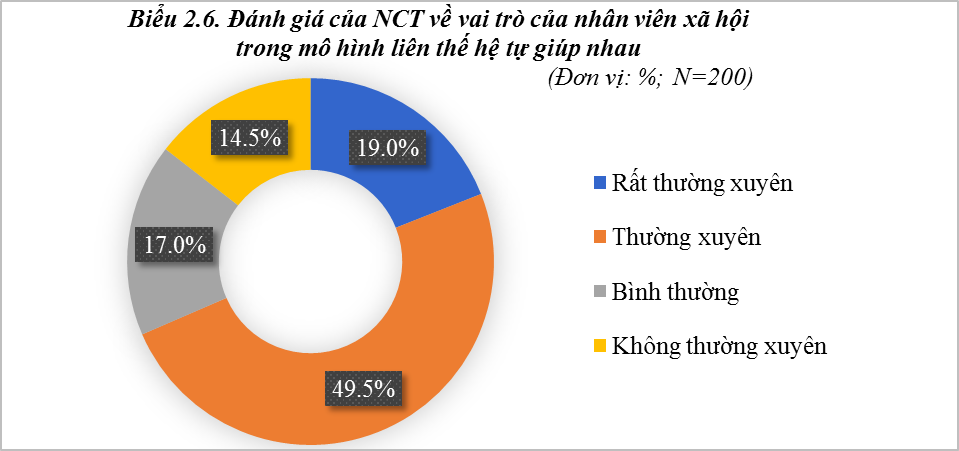 Biểu 2.6. Đánh giá của NCT về vai trò của nhân viên xã hội
trong mô hình liên thế hệ tự giúp nhau
(Đơn vị: %; N=200)
14.5%
19.0%
17.0%
49.5%
Rất thường xuyên
Thường xuyên
Bình thường
Không thường xuyên